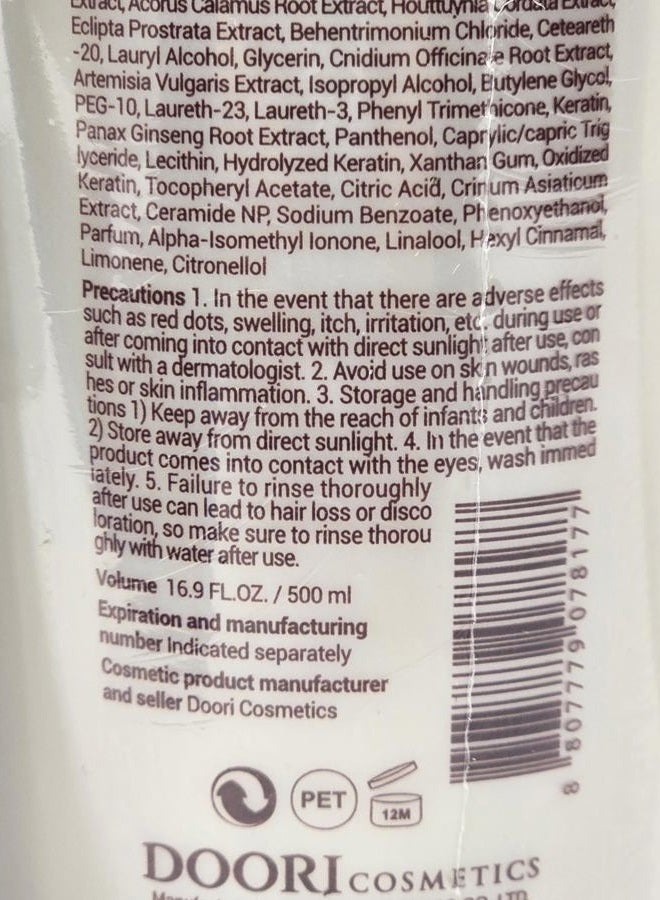 Extract, Acorus Calamus Root Extract, Houttuynia Cordata Extract,
Eclipta Prostrata Extract, Behentrimonium Chloride, Ceteareth
-20, Lauryl Alcohol, Glycerin, Cnidium Officinale Root Extract,
Artemisia Vulgaris Extract, Isopropyl Alcohol, Butylene Glycol,
PEG-10, Laureth-23, Laureth-3, Phenyl Trimethicone, Keratin,
Panax Ginseng Root Extract, Panthenol, Caprylic/capric Trig
lyceride, Lecithin, Hydrolyzed Keratin, Xanthan Gum, Oxidized
Keratin, Tocopheryl Acetate, Citric Acid, Crinum Asiaticum
Extract, Ceramide NP, Sodium Benzoate, Phenoxyethanol,
Parfum, Alpha-Isomethyl Ionone, Linalool, Hexyl Cinnamal,
Limonene, Citronellol
Precautions 1. In the event that there are adverse effects
such as red dots, swelling, itch, irritation, etc. during use or
after coming into contact with direct sunlight after use, con
sult with a dermatologist. 2. Avoid use on skin wounds, ras
hes or skin inflammation. 3. Storage and handling precau
tions 1) Keep away from the reach of infants and children.
2) Store away from direct sunlight. 4. In the event that the
product comes into contact with the eyes, wash immed
iately. 5. Failure to rinse thoroughly
after use can lead to hair loss or disco
loration, so make sure to rinse thorou
ghly with water after use.
Volume 16.9 FL.OZ. / 500 ml
Expiration and manufacturing
number Indicated separately
Cosmetic product manufacturer
and seller Doori Cosmetics
8 807779 078177
PET
12M
DOORI COSMETICS